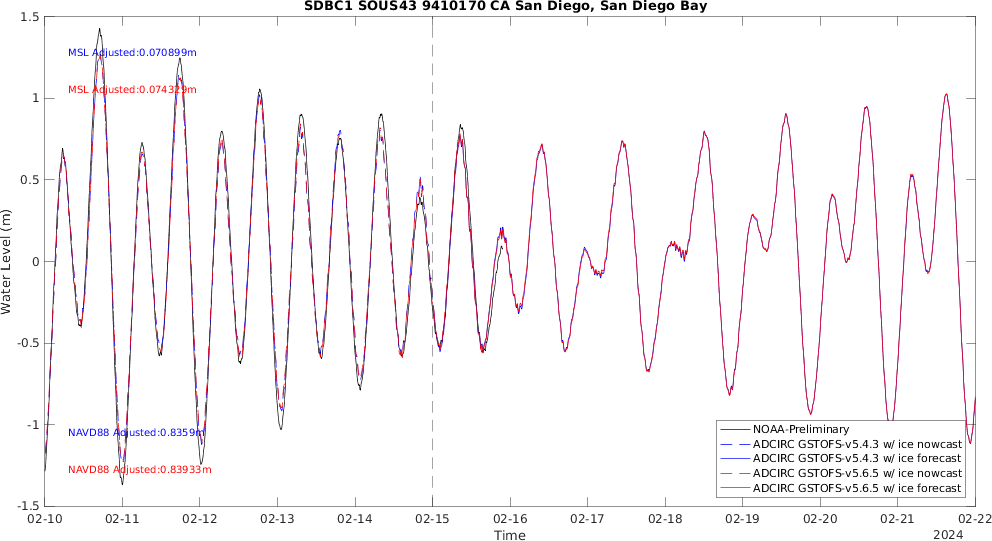 SDBC1 SOUS43 9410170 CA San Diego, San Diego Bay
1.5
MSL Adjusted:0.070899m
MSL Adjusted:0.074329m
1
0.5
Water Level (m)
0
-0.5
-1
NAVD88 Adjusted:0.8359m
NAVD88 Adjusted:0.83933m
-1.5
NOAA-Preliminary
ADCIRC GSTOFS-v5.4.3 w/ ice nowcast
ADCIRC GSTOFS-v5.4.3 w/ ice forecast
ADCIRC GSTOFS-v5.6.5 w/ ice nowcast
ADCIRC GSTOFS-v5.6.5 w/ ice forecast
02-10 02-11 02-12 02-13 02-14 02-15 02-16 02-17 02-18 02-19 02-20 02-21 02-22
Time
2024